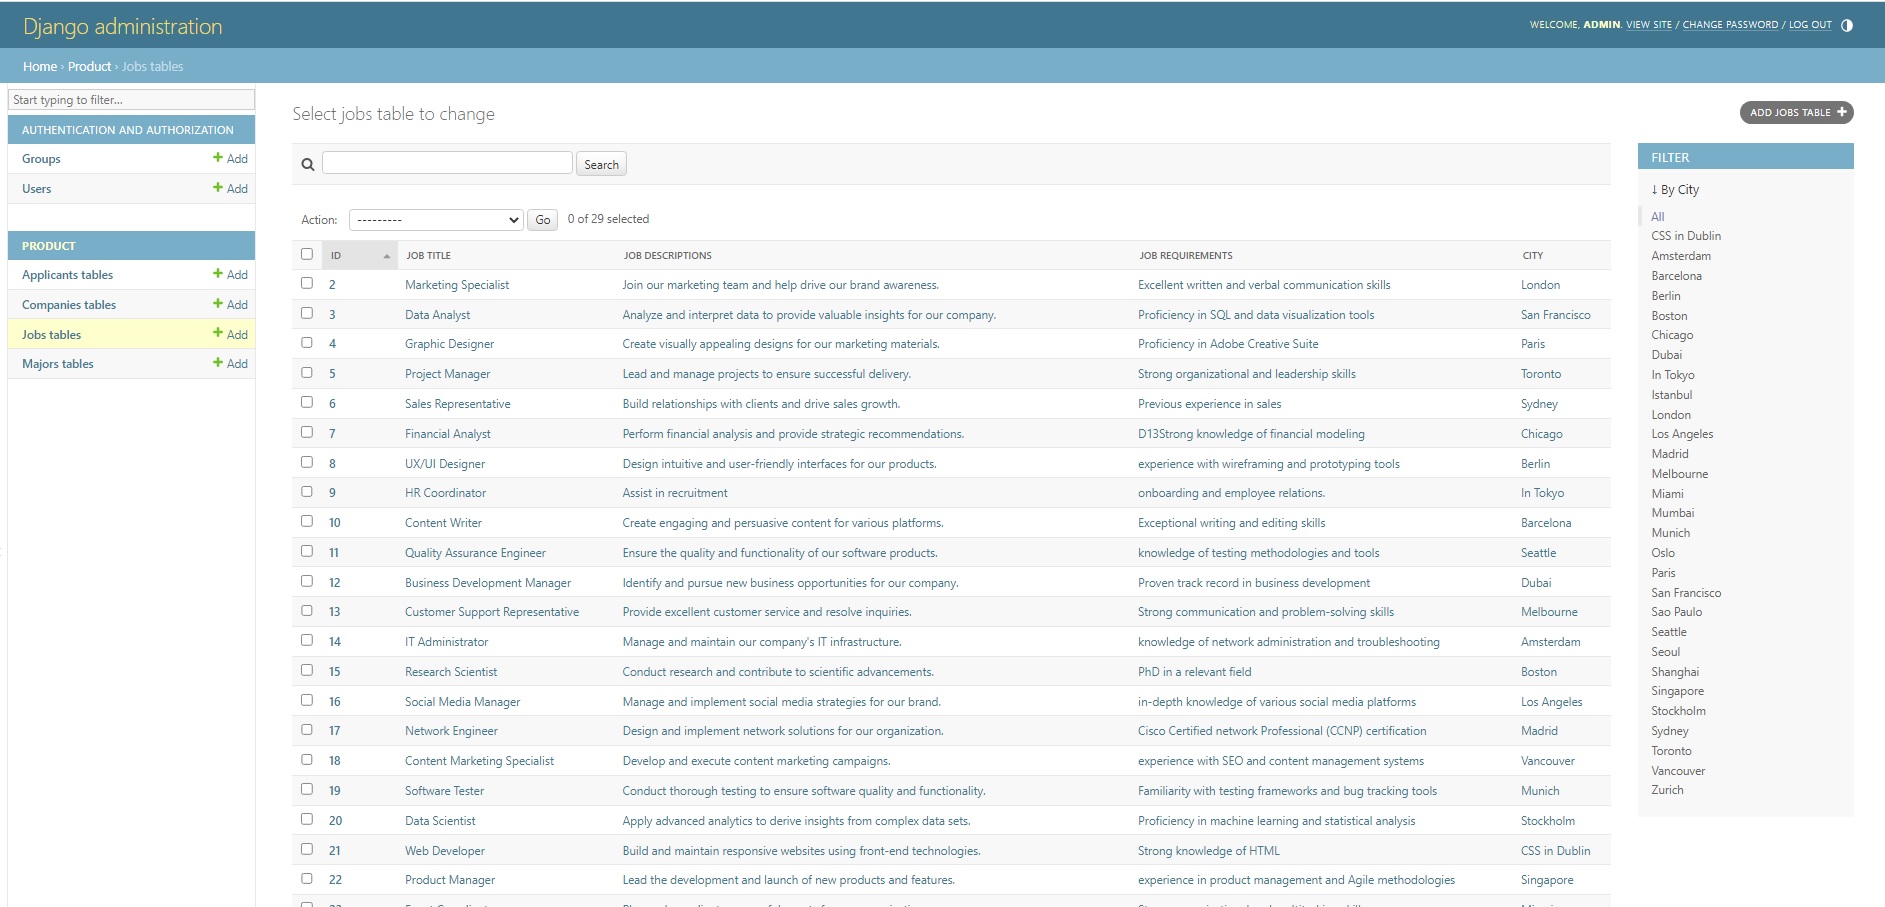 Django administration
WELCOME, ADMIN. VIEW SITE / CHANGE PASSWORD / LOG OUT
Home › Product › Jobs tables
Start typing to filter...
AUTHENTICATION AND AUTHORIZATION
Groups + Add
Users + Add
PRODUCT
Applicants tables + Add
Companies tables + Add
Jobs tables + Add
Majors tables + Add
Select jobs table to change
ADD JOBS TABLE +
Search
Action: --------- Go 0 of 29 selected
ID JOB TITLE JOB DESCRIPTIONS JOB REQUIREMENTS CITY
2 Marketing Specialist Join our marketing team and help drive our brand awareness. Excellent written and verbal communication skills London
3 Data Analyst Analyze and interpret data to provide valuable insights for our company. Proficiency in SQL and data visualization tools San Francisco
4 Graphic Designer Create visually appealing designs for our marketing materials. Proficiency in Adobe Creative Suite Paris
5 Project Manager Lead and manage projects to ensure successful delivery. Strong organizational and leadership skills Toronto
6 Sales Representative Build relationships with clients and drive sales growth. Previous experience in sales Sydney
7 Financial Analyst Perform financial analysis and provide strategic recommendations. D13Strong knowledge of financial modeling Chicago
8 UX/UI Designer Design intuitive and user-friendly interfaces for our products. experience with wireframing and prototyping tools Berlin
9 HR Coordinator Assist in recruitment onboarding and employee relations. In Tokyo
10 Content Writer Create engaging and persuasive content for various platforms. Exceptional writing and editing skills Barcelona
11 Quality Assurance Engineer Ensure the quality and functionality of our software products. knowledge of testing methodologies and tools Seattle
12 Business Development Manager Identify and pursue new business opportunities for our company. Proven track record in business development Dubai
13 Customer Support Representative Provide excellent customer service and resolve inquiries. Strong communication and problem-solving skills Melbourne
14 IT Administrator Manage and maintain our company's IT infrastructure. knowledge of network administration and troubleshooting Amsterdam
15 Research Scientist Conduct research and contribute to scientific advancements. PhD in a relevant field Boston
16 Social Media Manager Manage and implement social media strategies for our brand. in-depth knowledge of various social media platforms Los Angeles
17 Network Engineer Design and implement network solutions for our organization. Cisco Certified network Professional (CCNP) certification Madrid
18 Content Marketing Specialist Develop and execute content marketing campaigns. experience with SEO and content management systems Vancouver
19 Software Tester Conduct thorough testing to ensure software quality and functionality. Familiarity with testing frameworks and bug tracking tools Munich
20 Data Scientist Apply advanced analytics to derive insights from complex data sets. Proficiency in machine learning and statistical analysis Stockholm
21 Web Developer Build and maintain responsive websites using front-end technologies. Strong knowledge of HTML CSS in Dublin
22 Product Manager Lead the development and launch of new products and features. experience in product management and Agile methodologies Singapore
FILTER
↓ By City
All
CSS in Dublin
Amsterdam
Barcelona
Berlin
Boston
Chicago
Dubai
In Tokyo
Istanbul
London
Los Angeles
Madrid
Melbourne
Miami
Mumbai
Munich
Oslo
Paris
San Francisco
Sao Paulo
Seattle
Seoul
Shanghai
Singapore
Stockholm
Sydney
Toronto
Vancouver
Zurich